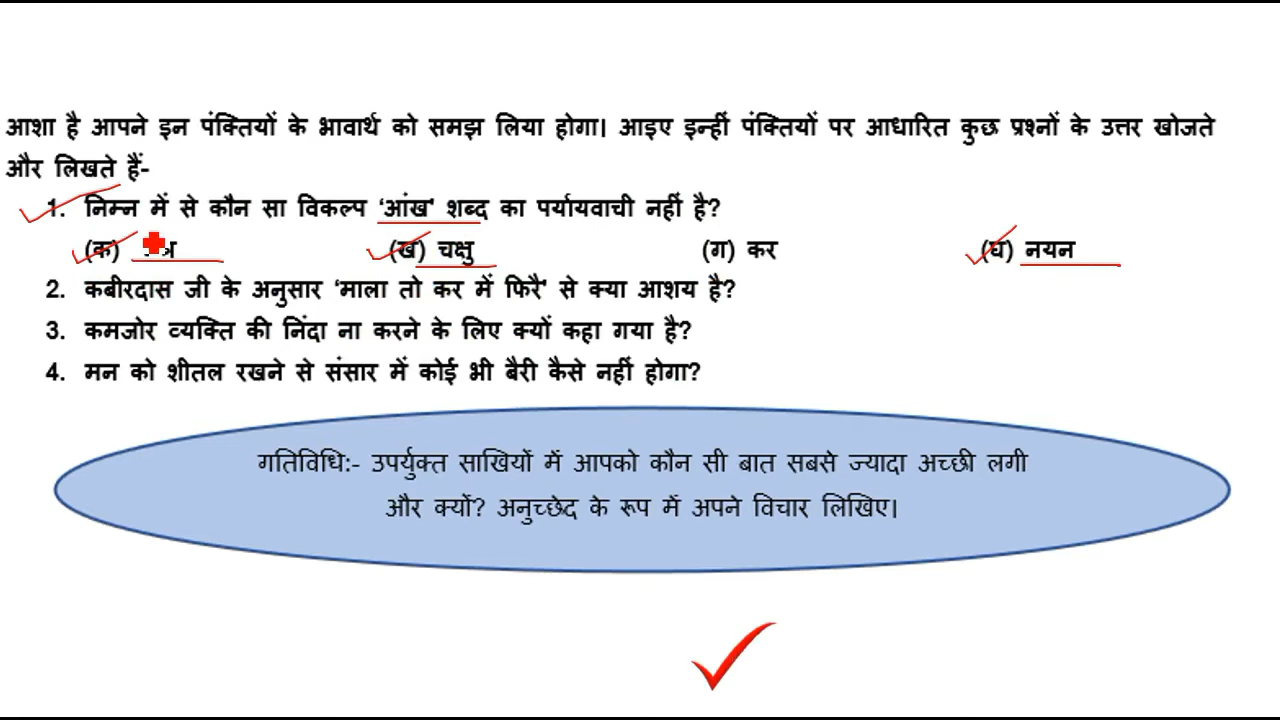 आशा है आपने इन पंक्तियों के भावार्थ को समझ लिया होगा। आइए इन्हीं पंक्तियों पर आधारित कुछ प्रश्नों के उत्तर खोजते
और लिखते हैं-
1. निम्न में से कौन सा विकल्प ‘आंख’ शब्द का पर्यायवाची नहीं है?
(क) (ख) चक्षु (ग) कर (घ) नयन
2. कबीरदास जी के अनुसार ‘माला तो कर में फिरै’ से क्या आशय है?
3. कमजोर व्यक्ति की निंदा ना करने के लिए क्यों कहा गया है?
4. मन को शीतल रखने से संसार में कोई भी बैरी कैसे नहीं होगा?
गतिविधि:- उपर्युक्त साखियों में आपको कौन सी बात सबसे ज्यादा अच्छी लगी
और क्यों? अनुच्छेद के रूप में अपने विचार लिखिए।